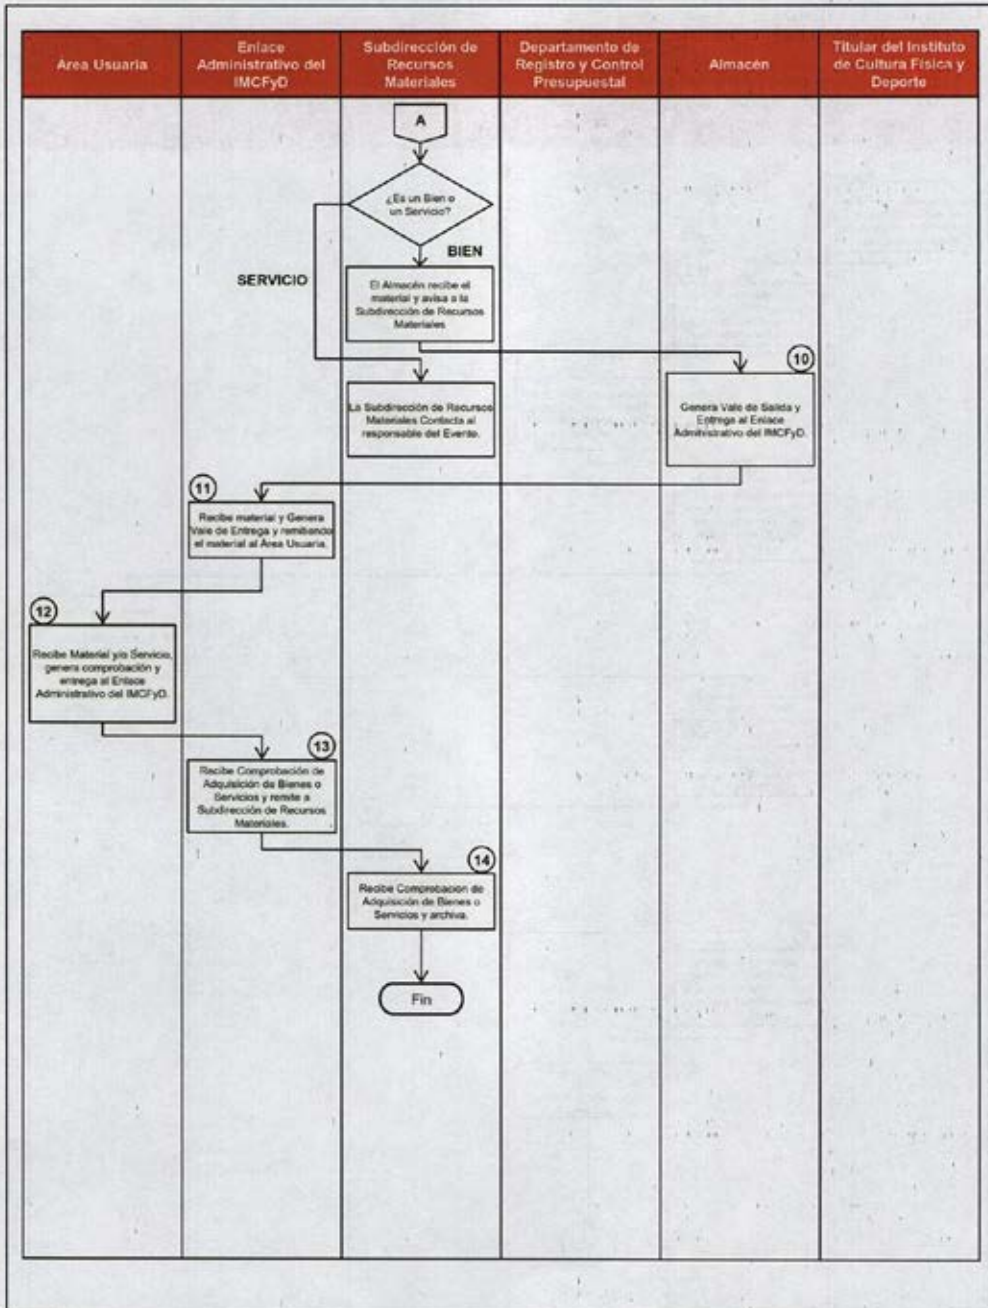 Area Usuaria
Enlace
Administrativo del
IMCFyD
Subdirección de
Recursos
Materiales
Departamento de
Registro y Control
Presupuestal
Almacén
Titular del Instituto
de Cultura Física y
Deporte
A
¿Es un Bien o
un Servicio?
BIEN
SERVICIO
El Almacén recibe el
material y avisa a la
Subdirección de Recursos
Materiales
10
La Subdirección de Recursos
Materiales Contacta al
responsable del Evento.
Genera Vale de Salida y
Entrega al Enlace
Administrativo del IMCFyD.
11
Recibe material y Genera
Vale de Entrega y remitiendo
el material al Área Usuaria.
12
Recibe Material y/o Servicio,
genera comprobación y
entrega al Enlace
Administrativo del IMCFyD.
13
Recibe Comprobación de
Adquisición de Bienes o
Servicios y remite a
Subdirección de Recursos
Materiales.
14
Recibe Comprobación de
Adquisición de Bienes o
Servicios y archiva.
Fin